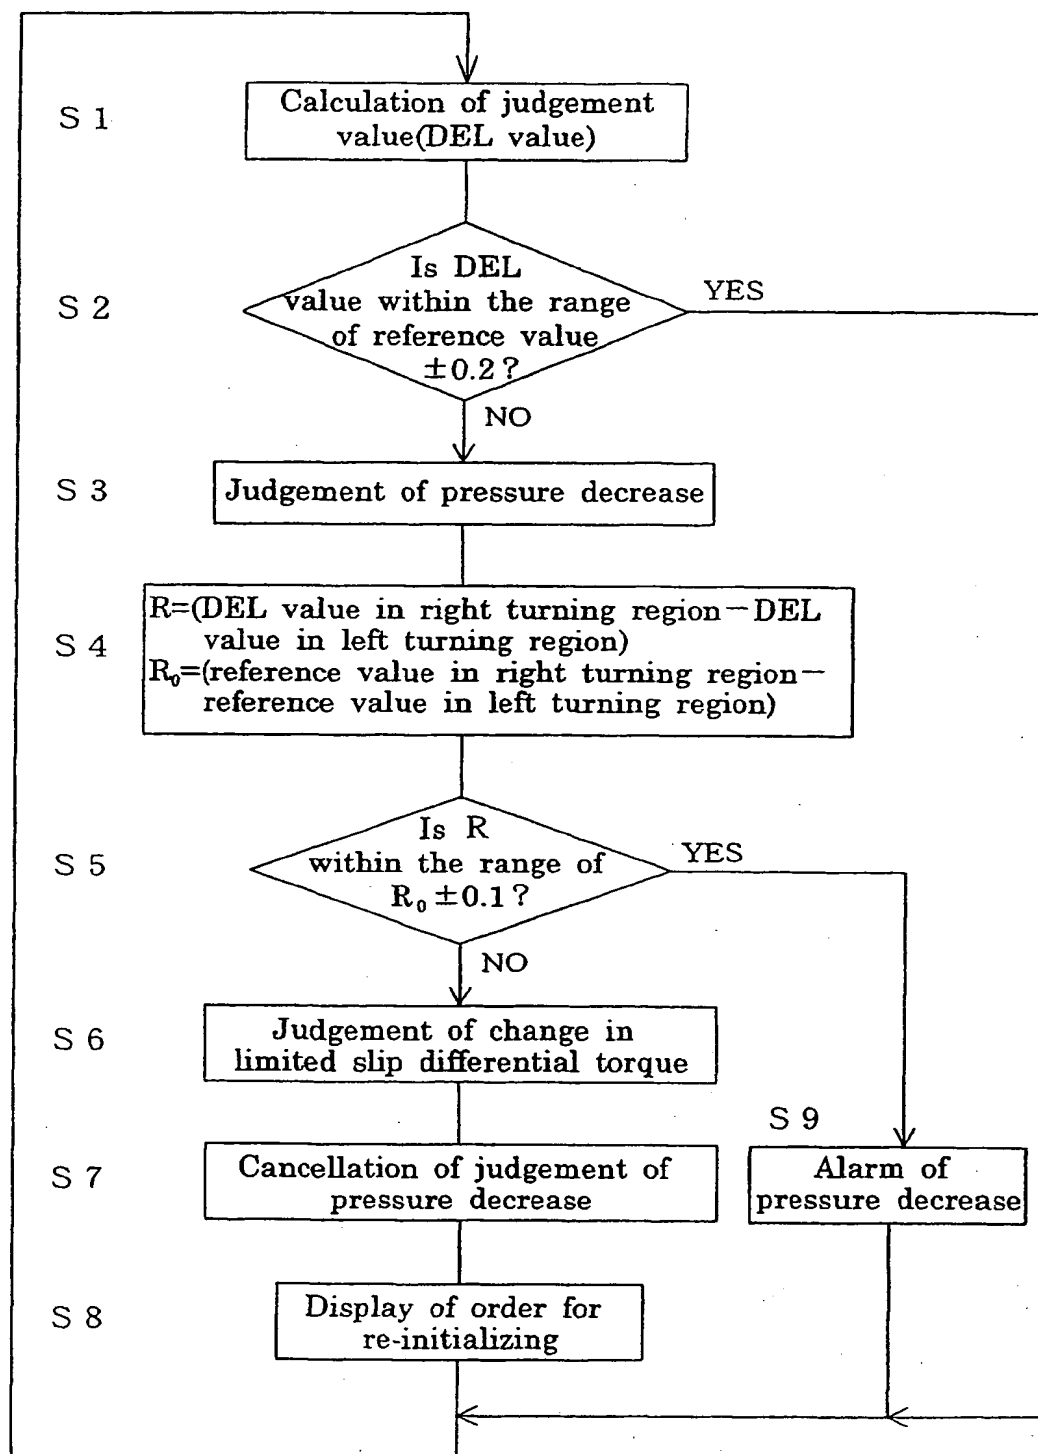 S 1
Calculation of judgement
value(DEL value)
S 2
Is DEL
value within the range
of reference value
±0.2?
YES
NO
S 3
Judgement of pressure decrease
S 4
R=(DEL value in right turning region−DEL
value in left turning region)
R₀=(reference value in right turning region−
reference value in left turning region)
S 5
Is R
within the range of
R₀ ±0.1?
YES
NO
S 6
Judgement of change in
limited slip differential torque
S 9
Alarm of
pressure decrease
S 7
Cancellation of judgement of
pressure decrease
S 8
Display of order for
re-initializing